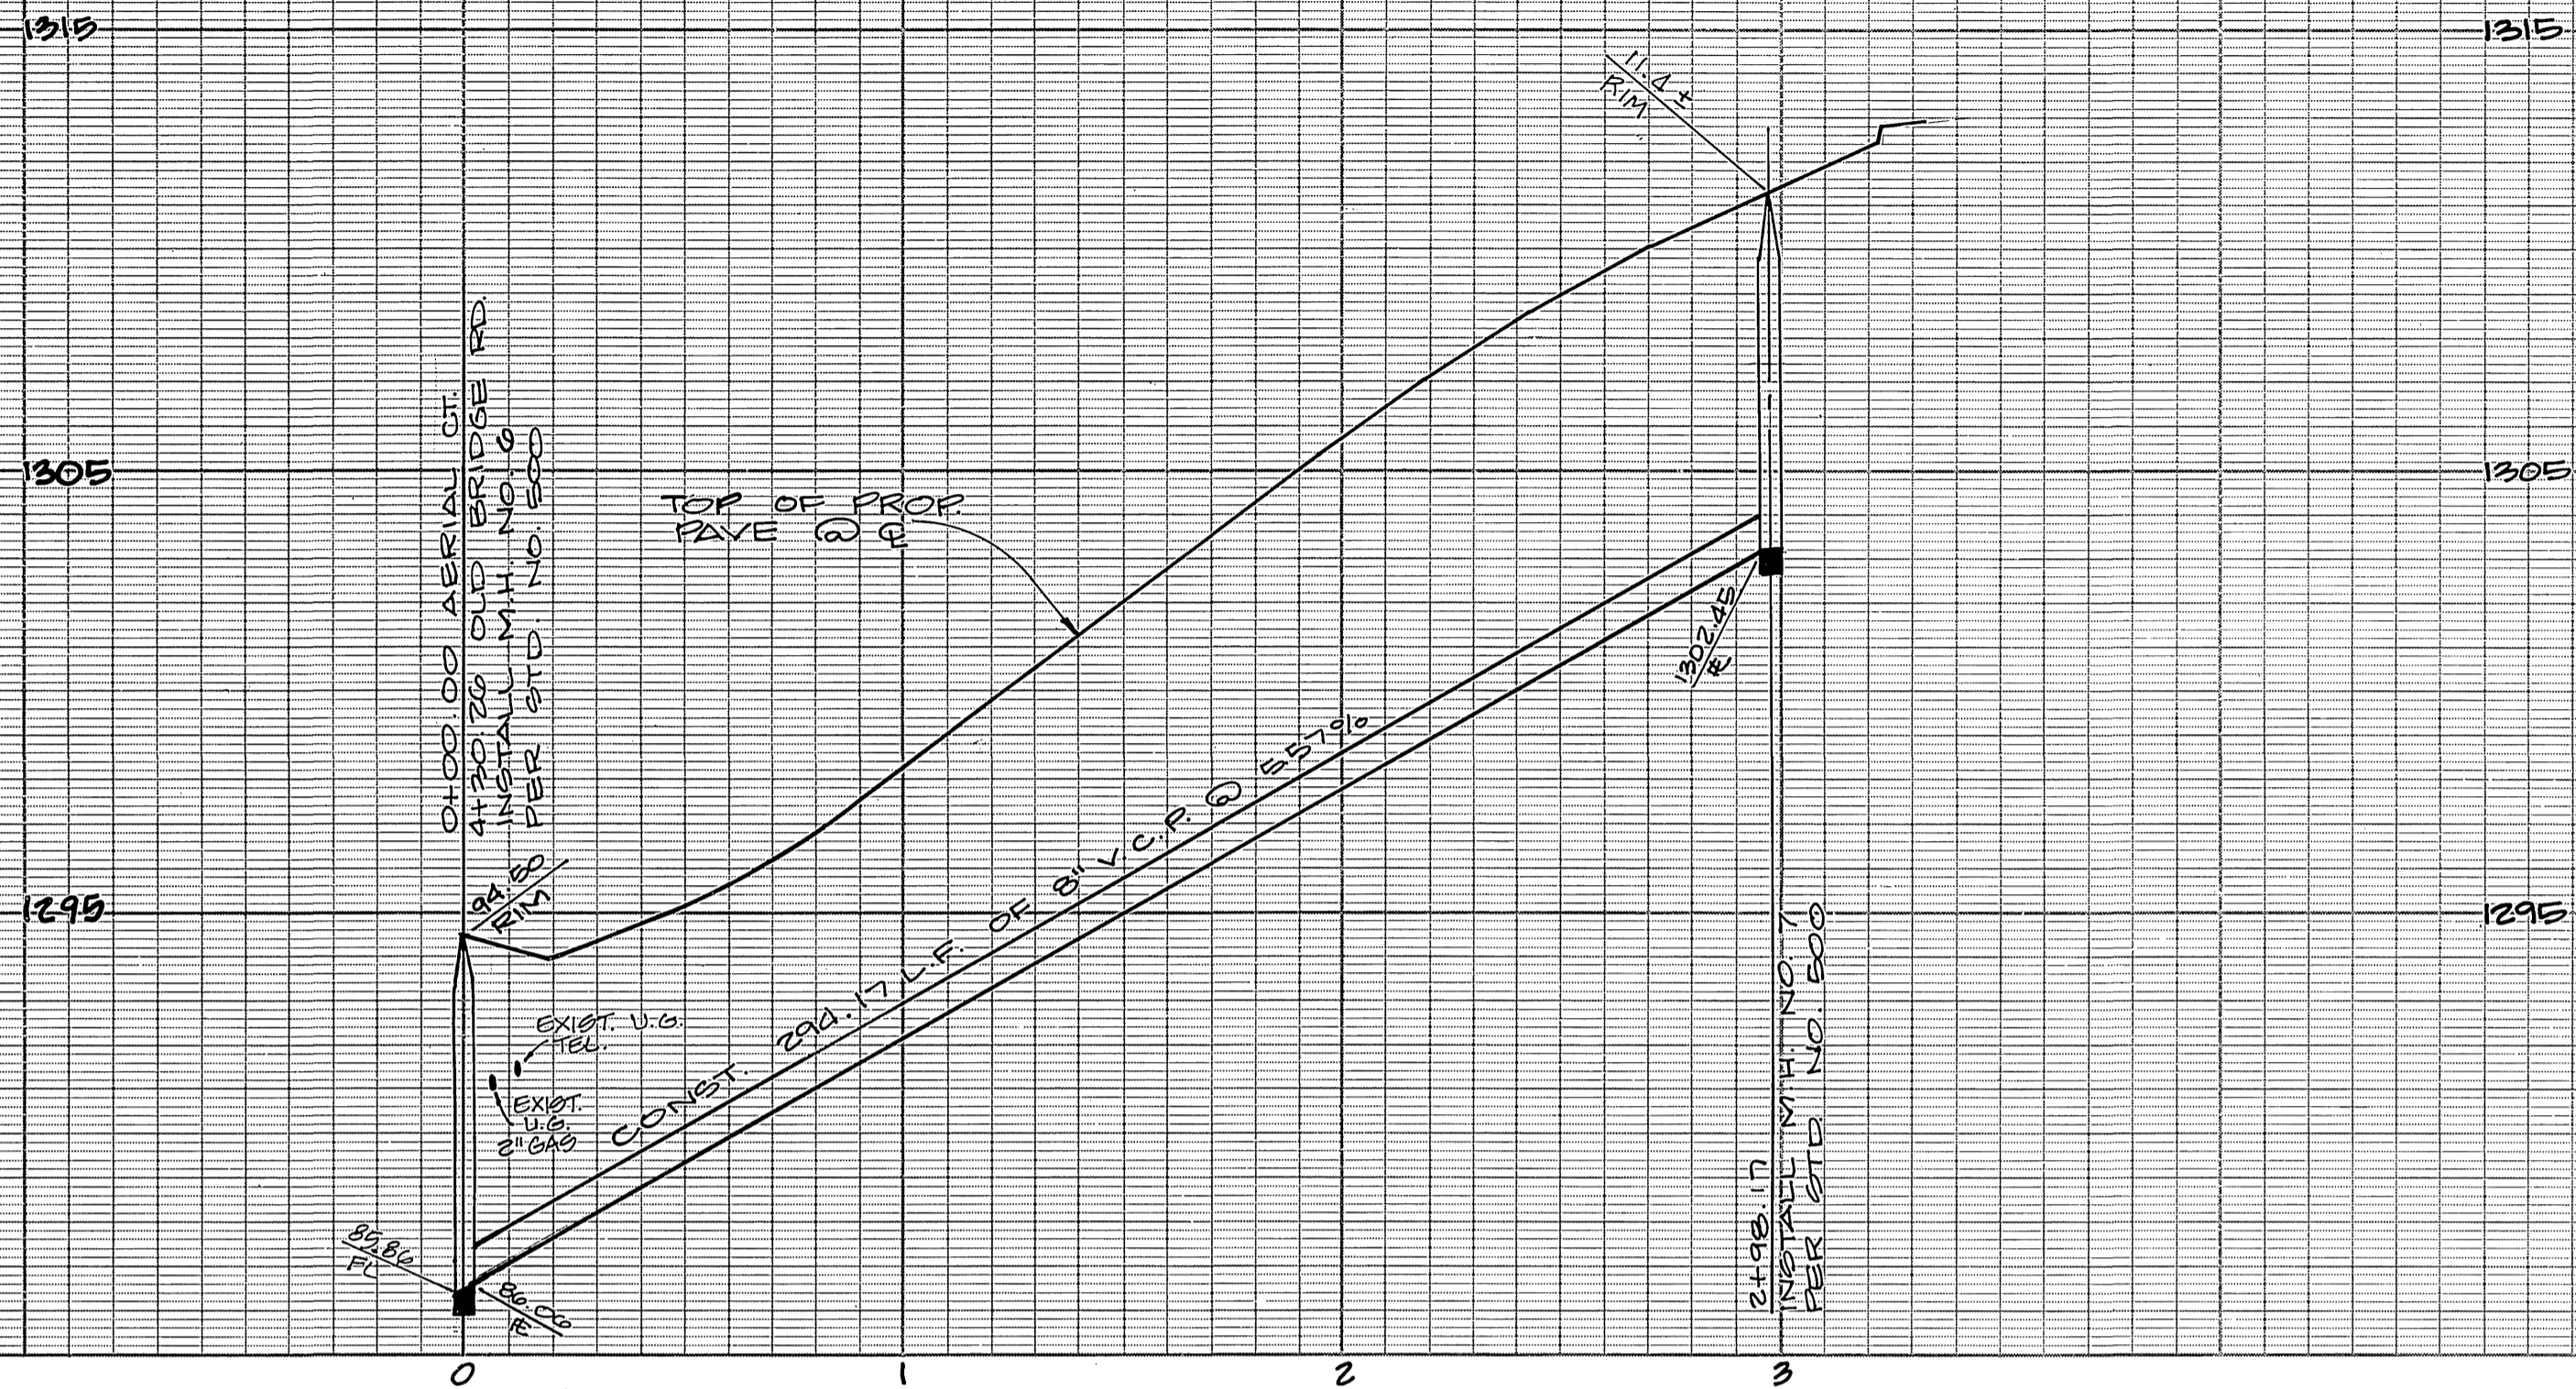 1315
1315
11.4 ±
RIM
1305
1305
0+00.00 AERIAL CT.
4+30.26 OLD BRIDGE RD.
INSTALL M.H. NO. 6
PER STD. NO. 500
TOP OF PROP.
PAVE @ ℄
1302.45
1295
1295
94.50
RIM
CONST. 294.17 L.F. OF 8" V.C.P. @ 5.57%
EXIST. U.G.
TEL.
EXIST.
U.G.
2" GAS
2+98.17
INSTALL M.H. NO. 7
PER STD. NO. 500
85.86
FL
86.06
0
1
2
3